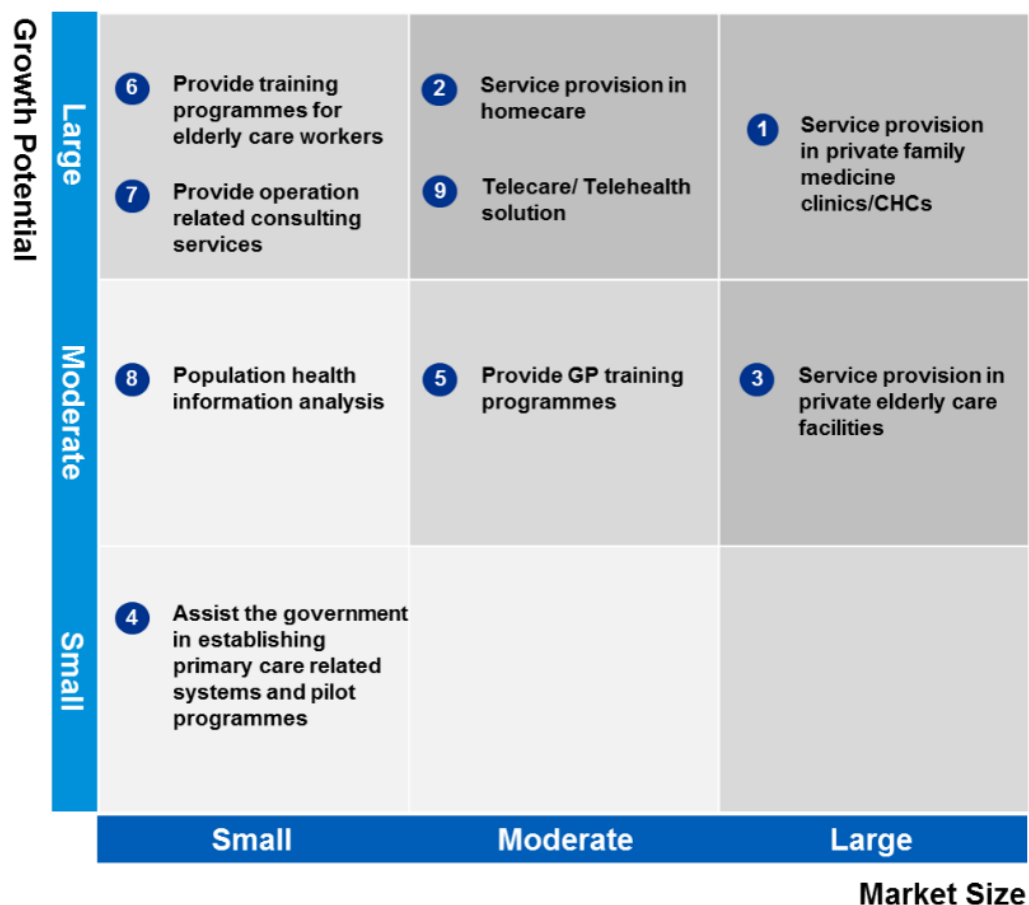 Growth Potential
Large
6
Provide training
programmes for
elderly care workers
7
Provide operation
related consulting
services
2
Service provision in
homecare
9
Telecare/ Telehealth
solution
1
Service provision
in private family
medicine
clinics/CHCs
Moderate
8
Population health
information analysis
5
Provide GP training
programmes
3
Service provision in
private elderly care
facilities
Small
4
Assist the government
in establishing
primary care related
systems and pilot
programmes
Small
Moderate
Large
Market Size